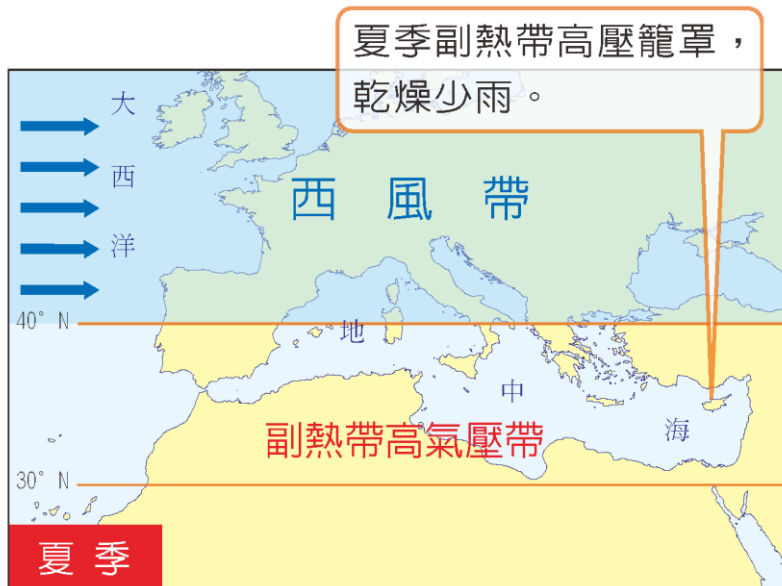 夏季副熱帶高壓籠罩，
乾燥少雨。
大
西
洋
西風帶
40° N
地
中
海
副熱帶高氣壓帶
30° N
夏季